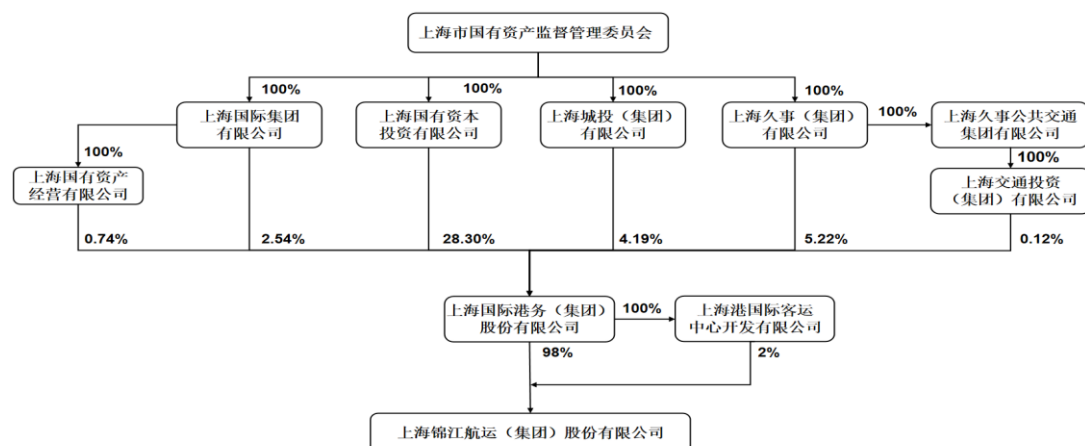 上海市国有资产监督管理委员会
100%
100%
100%
100%
上海国际集团
有限公司
上海国有资本
投资有限公司
上海城投（集团）
有限公司
上海久事（集团）
有限公司
100%
上海久事公共交通
集团有限公司
100%
100%
上海国有资产
经营有限公司
上海交通投资
（集团）有限公司
0.74%
2.54%
28.30%
4.19%
5.22%
0.12%
上海国际港务（集团）
股份有限公司
100%
上海港国际客运
中心开发有限公司
98%
2%
上海锦江航运（集团）股份有限公司